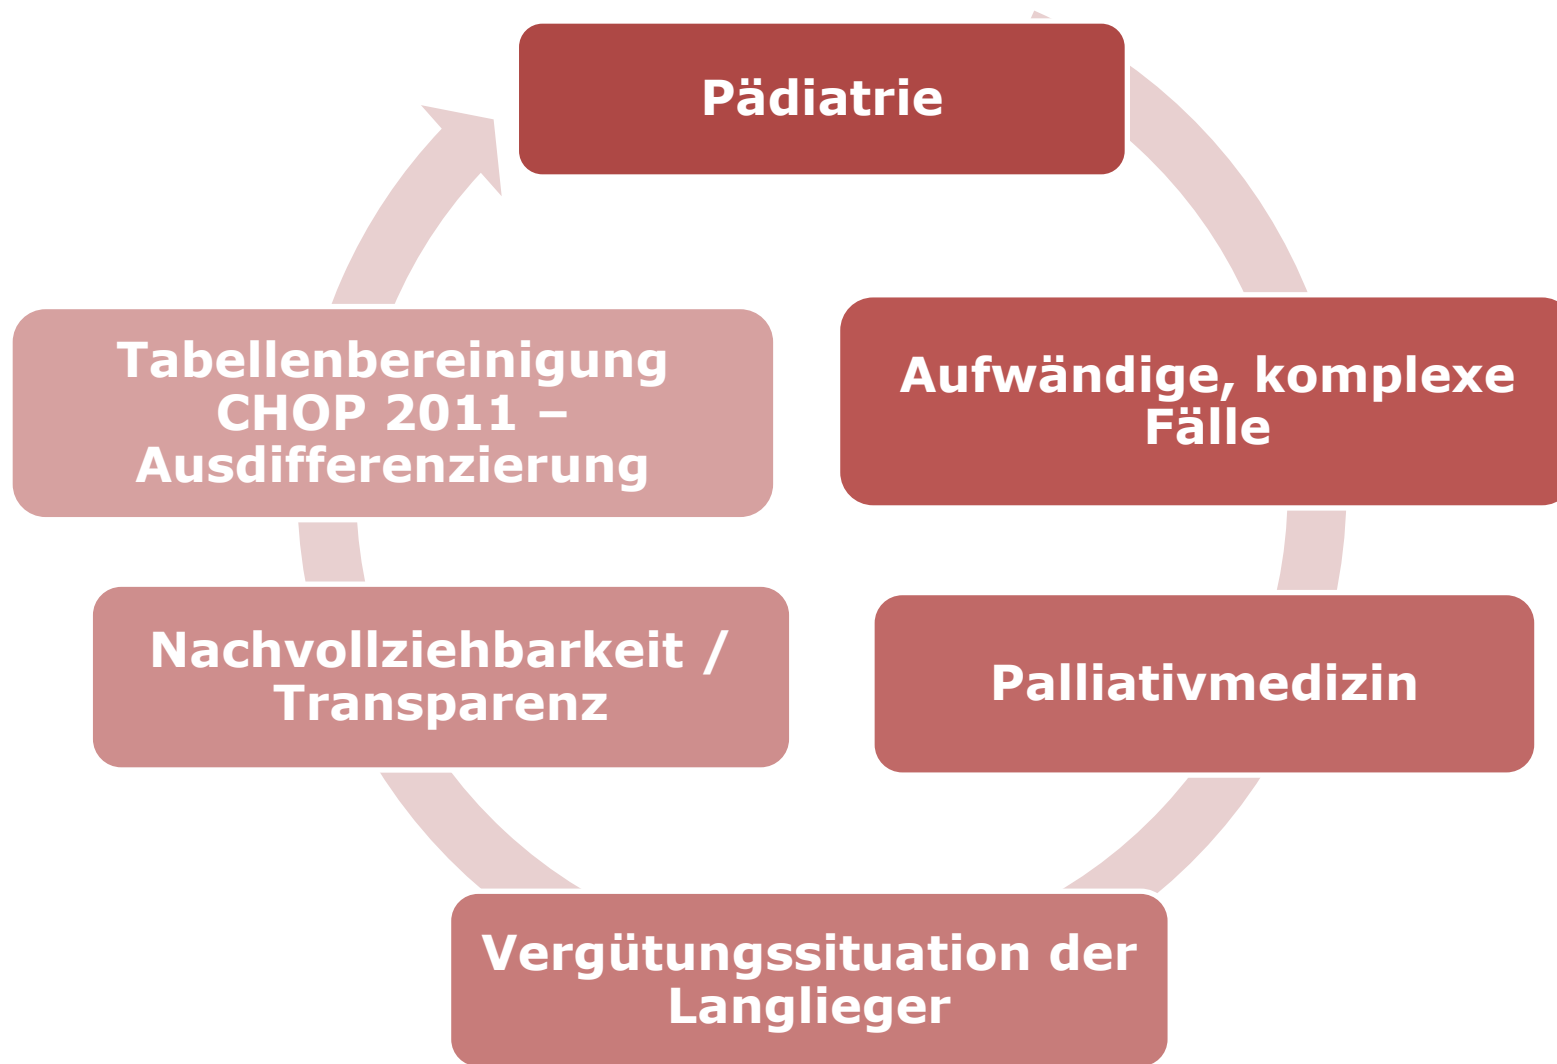 Pädiatrie
Aufwändige, komplexe
Fälle
Palliativmedizin
Vergütungssituation der
Langlieger
Nachvollziehbarkeit /
Transparenz
Tabellenbereinigung
CHOP 2011 –
Ausdifferenzierung